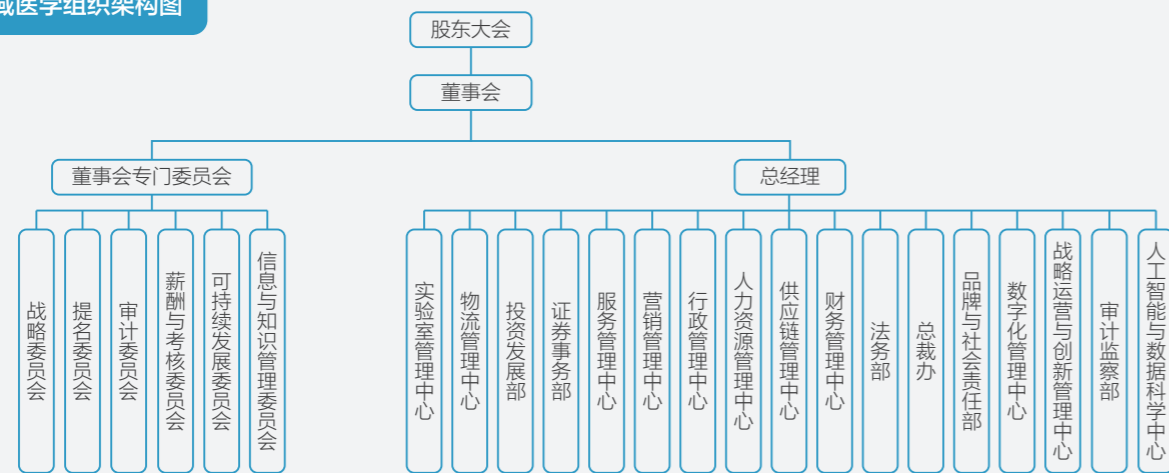 域医学组织架构图
股东大会
董事会
董事会专门委员会
总经理
战略委员会
提名委员会
审计委员会
薪酬与考核委员会
可持续发展委员会
信息与知识管理委员会
实验室管理中心
物流管理中心
投资发展部
证券事务部
服务管理中心
营销管理中心
行政管理中心
人力资源管理中心
供应链管理中心
财务管理中心
法务部
总裁办
品牌与社会责任部
数字化管理中心
战略运营与创新管理中心
审计监察部
人工智能与数据科学中心